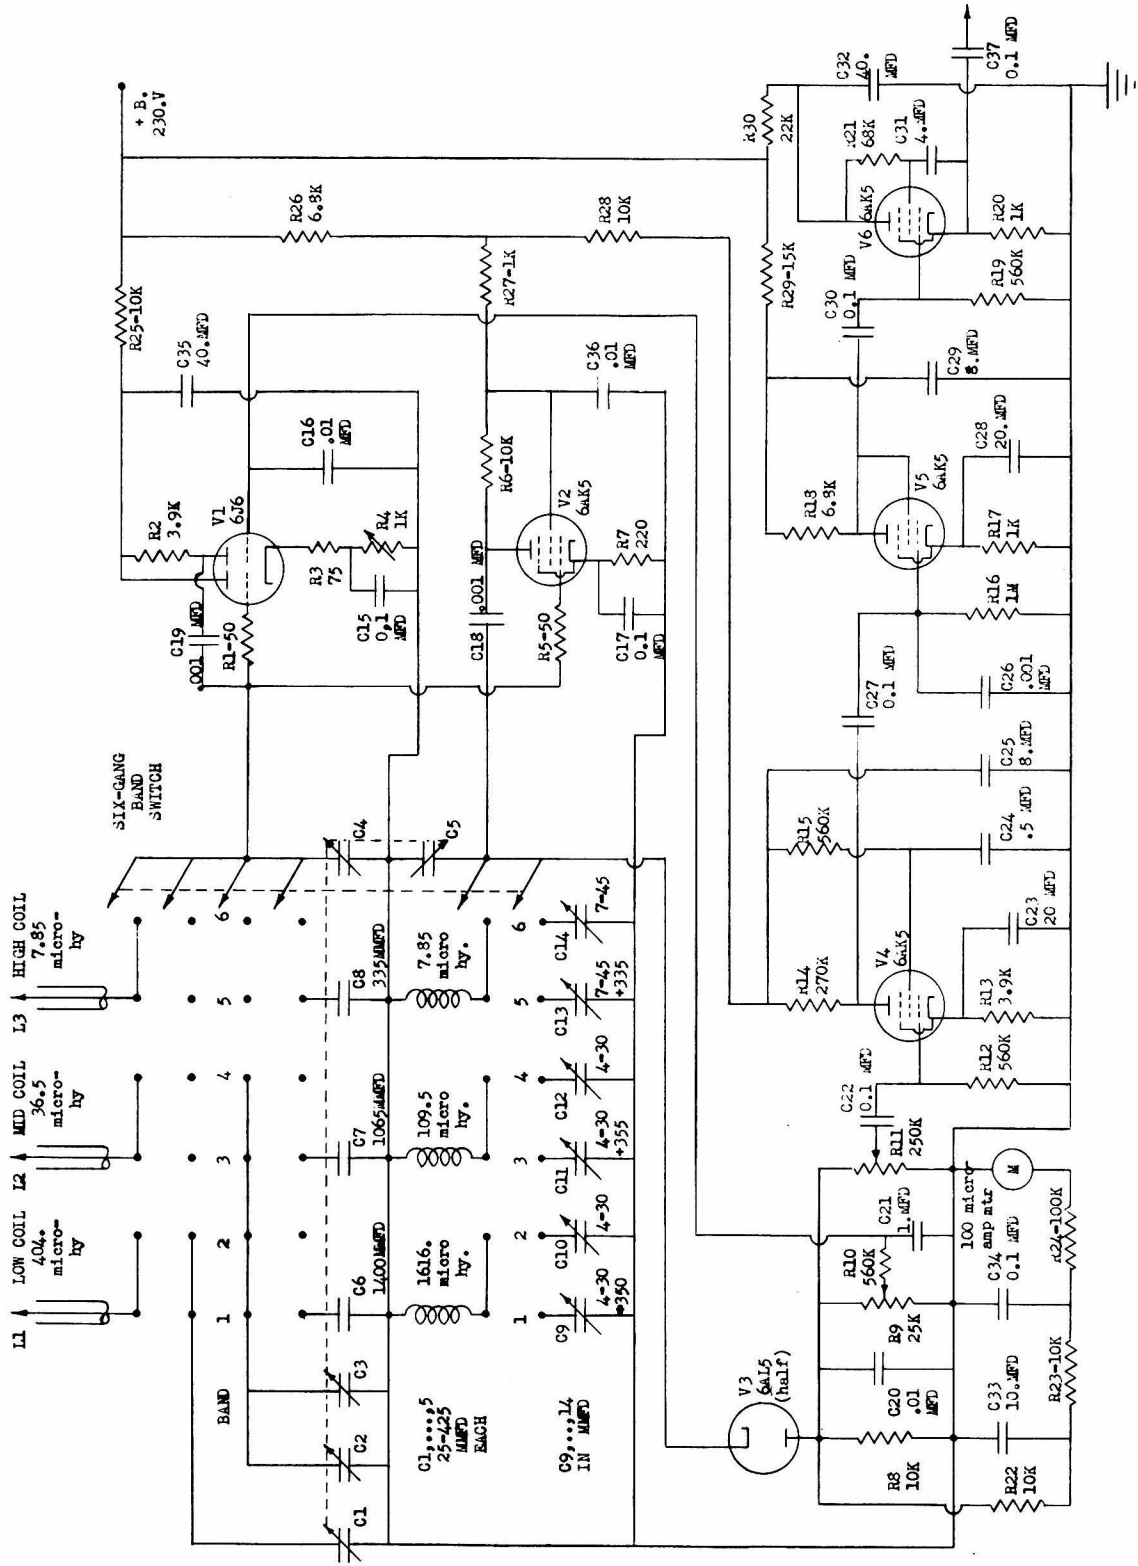 L1
LOW COIL
404.
micro-
hy
L2
MID COIL
36.5
micro-
hy
L3
HIGH COIL
7.85
micro-
hy
SIX-GANG
BAND
SWITCH
+ B.
230.V
BAND
1
2
3
4
5
6
C1
C2
C3
C4
C5
C6
1400MMFD
C7
1065MMFD
C8
335MMFD
1616.
micro
hy.
109.5
micro
hy.
7.85
micro
hy.
C1,...,5
25-425
MMFD
EACH
C9,..,14
IN MMFD
1
2
3
4
5
6
C9
4-30
+350
C10
4-30
C11
4-30
+355
C12
4-30
C13
7-45
+335
C14
7-45
C19
.001
MFD
R1-50
R2
3.9K
V1
6J6
R3
75
R4
1K
C15
0,1
MFD
C16
.01
MFD
C35
40.MFD
R25-10K
R26
6.8K
R27-1K
R28
10K
C18
.001 MFD
R5-50
R6-10K
V2
6AK5
R7
220
C17
0.1
MFD
C36
.01
MFD
V3
6AL5
(half)
R8
10K
C20
.01
MFD
R9
25K
R10
560K
C21
1.MFD
R11
250K
C22
0.1 MFD
100 micro-
amp mtr
M
R22
10K
C33
10.MFD
R23-10K
C34
0.1 MFD
R24-100K
R12
560K
R13
3.9K
R14
270K
V4
6AK5
R15
560K
C23
20 MFD
C24
.5 MFD
C25
8.MFD
C26
.001
MFD
C27
0.1 MFD
R16
1M
R17
1K
R18
6.8K
V5
6AK5
C28
20.MFD
C29
8.MFD
C30
0.1 MFD
R29-15K
R30
22K
R19
560K
R20
1K
V6 6AK5
R21
68K
C31
4.MFD
C32
40.
MFD
C37
0.1 MFD